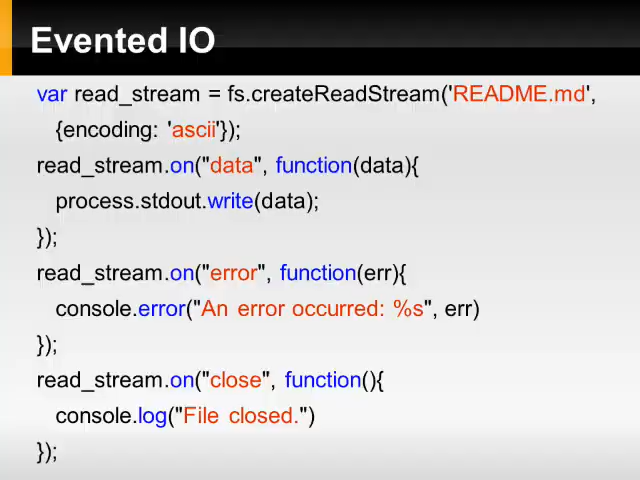 Evented IO
var read_stream = fs.createReadStream('README.md',
{encoding: 'ascii'});
read_stream.on("data", function(data){
process.stdout.write(data);
});
read_stream.on("error", function(err){
console.error("An error occurred: %s", err)
});
read_stream.on("close", function(){
console.log("File closed.")
});